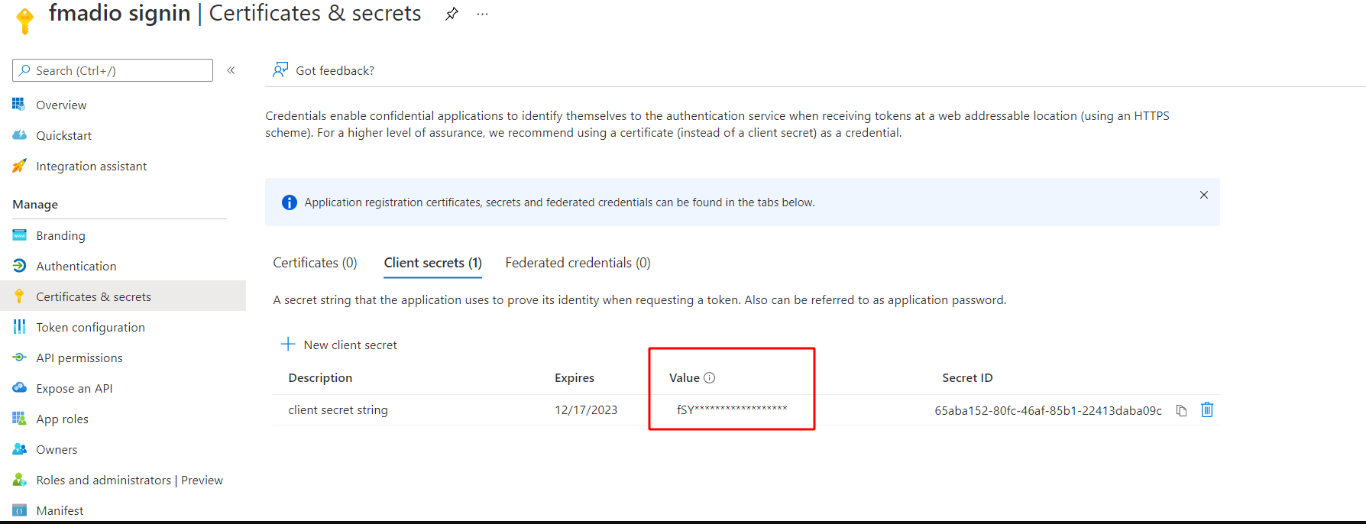 fmadio signin | Certificates & secrets ...
Search (Ctrl+/) «
Got feedback?
Overview
Quickstart
Integration assistant
Manage
Branding
Authentication
Certificates & secrets
Token configuration
API permissions
Expose an API
App roles
Owners
Roles and administrators | Preview
Manifest
Credentials enable confidential applications to identify themselves to the authentication service when receiving tokens at a web addressable location (using an HTTPS
scheme). For a higher level of assurance, we recommend using a certificate (instead of a client secret) as a credential.
Application registration certificates, secrets and federated credentials can be found in the tabs below.
Certificates (0) Client secrets (1) Federated credentials (0)
A secret string that the application uses to prove its identity when requesting a token. Also can be referred to as application password.
New client secret
Description Expires Value Secret ID
client secret string 12/17/2023 fSY****************** 65aba152-80fc-46af-85b1-22413daba09c